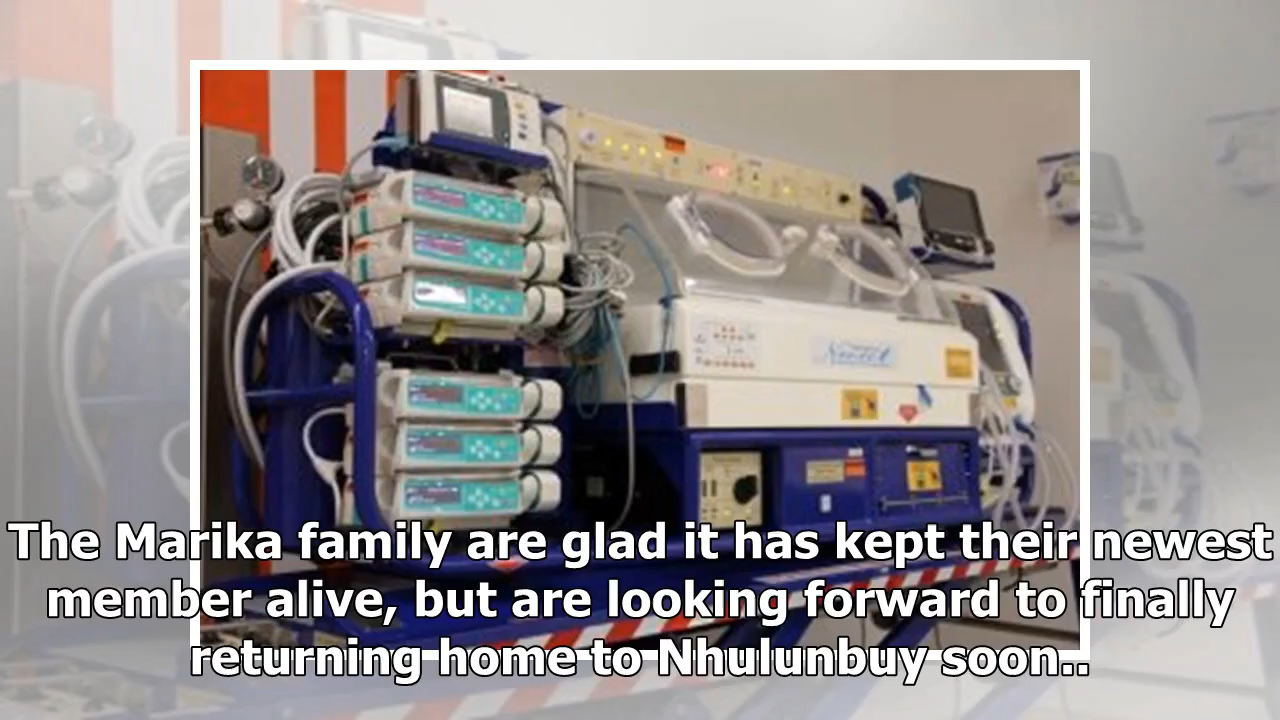 The Marika family are glad it has kept their newest
member alive, but are looking forward to finally
returning home to Nhulunbuy soon..